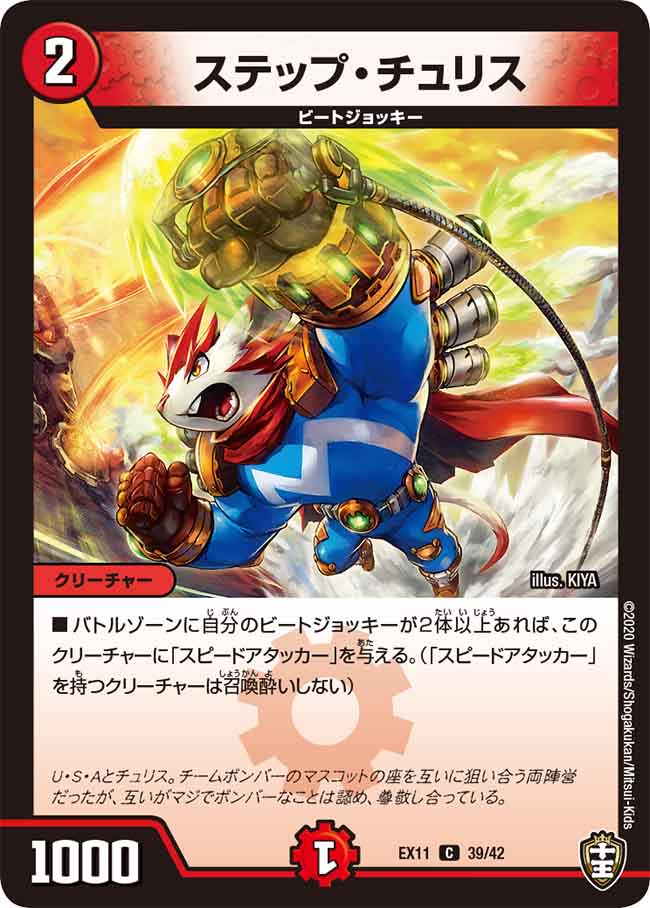 2
ステップ・チュリス
ビートジョッキー
illus. KIYA
クリーチャー
■バトルゾーンに自分のビートジョッキーが2体以上あれば、この
クリーチャーに「スピードアタッカー」を与える。(「スピードアタッカー」
を持つクリーチャーは召喚酔いしない)
U・S・Aとチュリス。チームボンバーのマスコットの座を互いに狙い合う両陣営
だったが、互いがマジでボンバーなことは認め、尊敬し合っている。
©2020 Wizards/Shogakukan/Mitsui-Kids
1000
1
EX11 C 39/42
十王